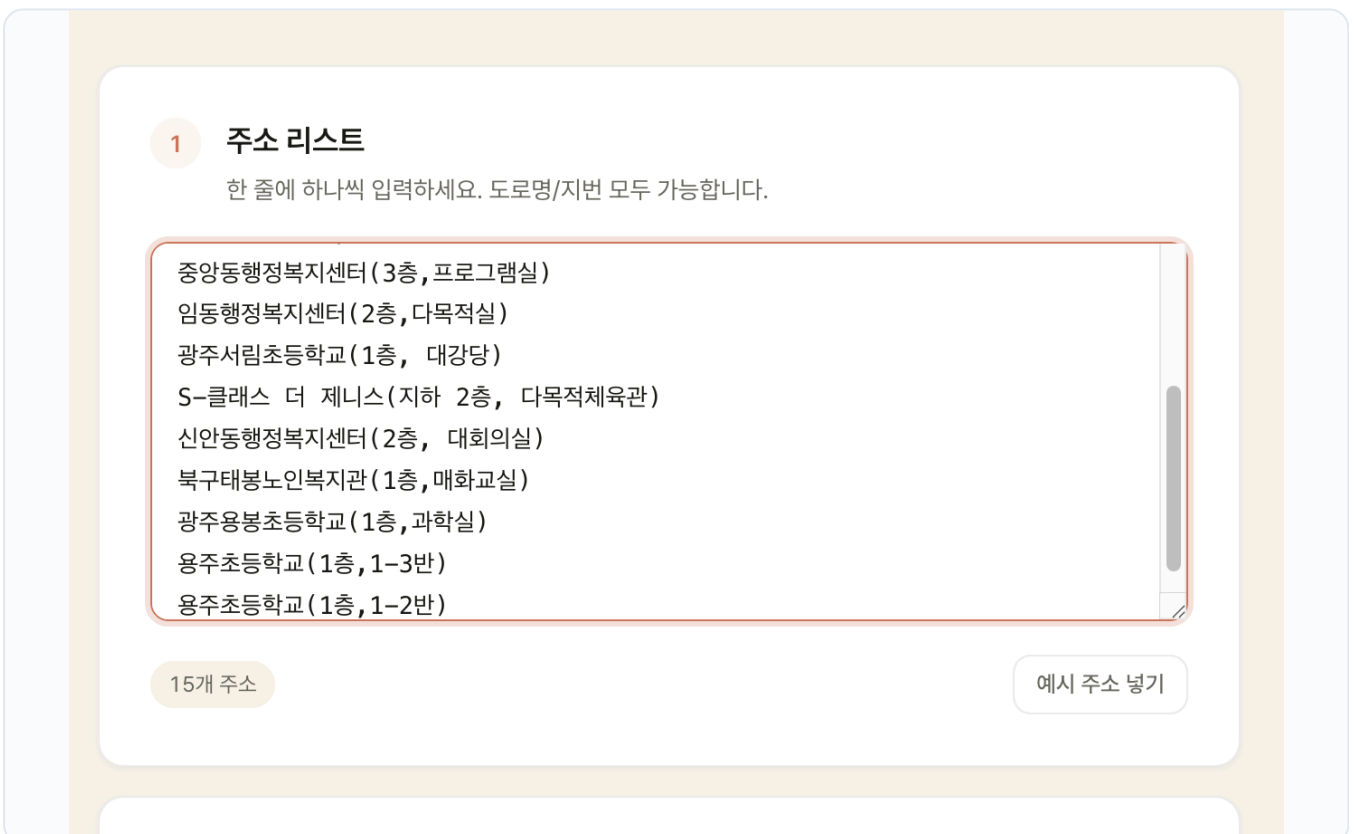 1
주소 리스트
한 줄에 하나씩 입력하세요. 도로명/지번 모두 가능합니다.
중앙동행정복지센터(3층,프로그램실)
임동행정복지센터(2층,다목적실)
광주서림초등학교(1층, 대강당)
S-클래스 더 제니스(지하 2층, 다목적체육관)
신안동행정복지센터(2층, 대회의실)
북구태봉노인복지관(1층,매화교실)
광주용봉초등학교(1층,과학실)
용주초등학교(1층,1-3반)
용주초등학교(1층,1-2반)
15개 주소
예시 주소 넣기